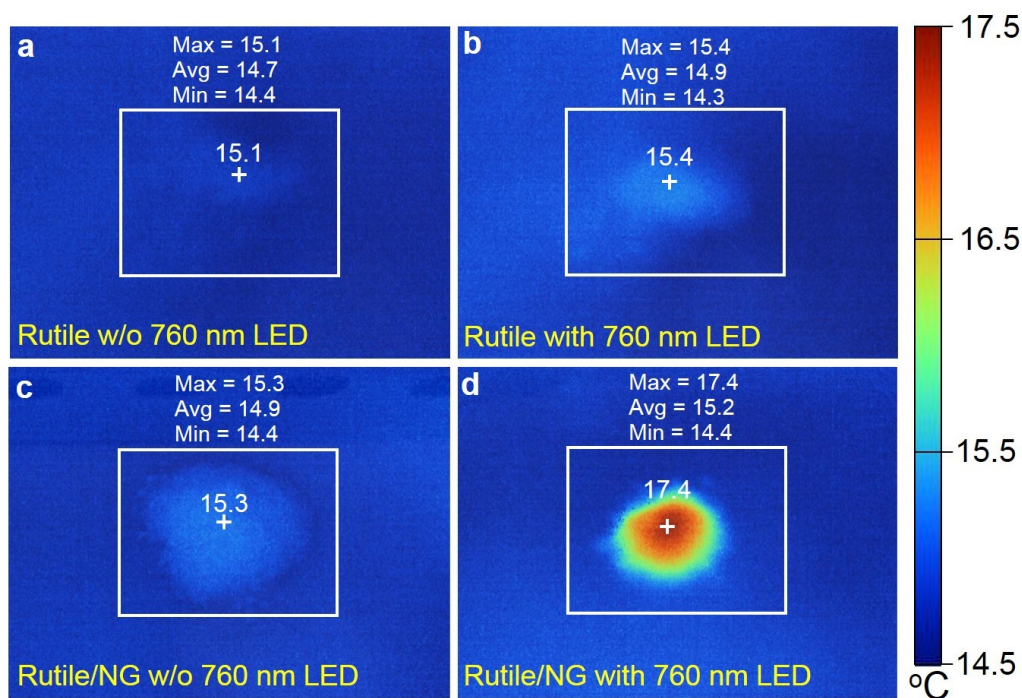 a
Max = 15.1
Avg = 14.7
Min = 14.4
15.1
Rutile w/o 760 nm LED
b
Max = 15.4
Avg = 14.9
Min = 14.3
15.4
Rutile with 760 nm LED
c
Max = 15.3
Avg = 14.9
Min = 14.4
15.3
Rutile/NG w/o 760 nm LED
d
Max = 17.4
Avg = 15.2
Min = 14.4
17.4
Rutile/NG with 760 nm LED
17.5
16.5
15.5
14.5
°C